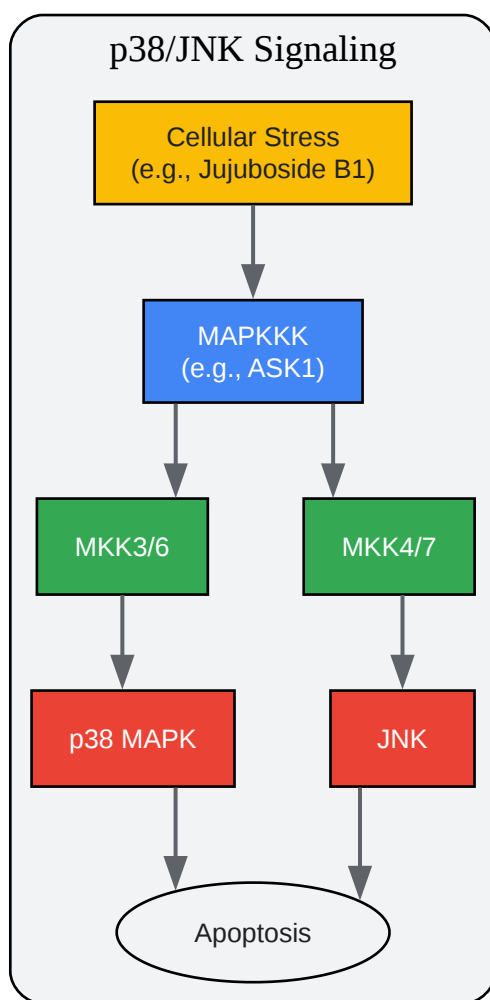 p38/JNK Signaling
Cellular Stress
(e.g., Jujuboside B1)
MAPKKK
(e.g., ASK1)
MKK3/6
MKK4/7
p38 MAPK
JNK
Apoptosis